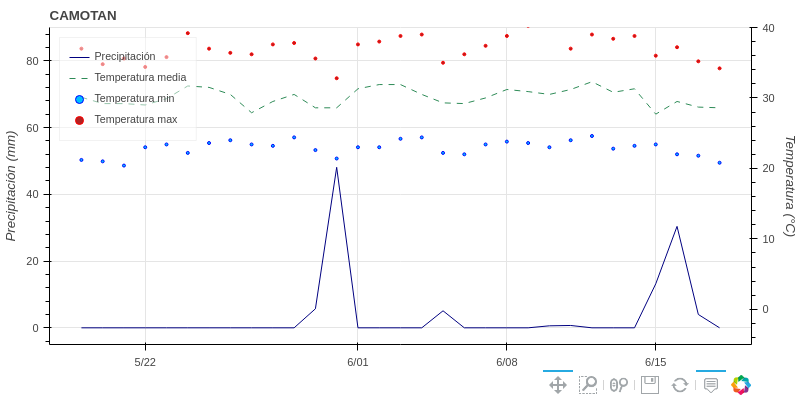 CAMOTAN
Precipitación
Temperatura media
Temperatura min
Temperatura max
Precipitación (mm)
80
60
40
20
0
Temperatura (°C)
40
30
20
10
0
5/22
6/01
6/08
6/15